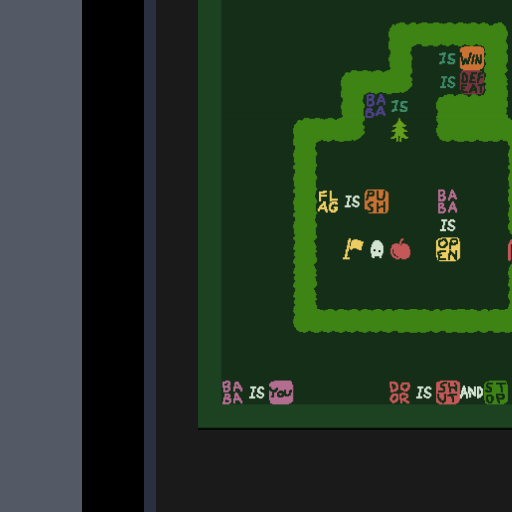 IS WIN
IS DEFEAT
BABA IS
FLAG IS PUSH
BABA
IS
OPEN
BABA IS YOU
DOOR IS SHUT AND STOP